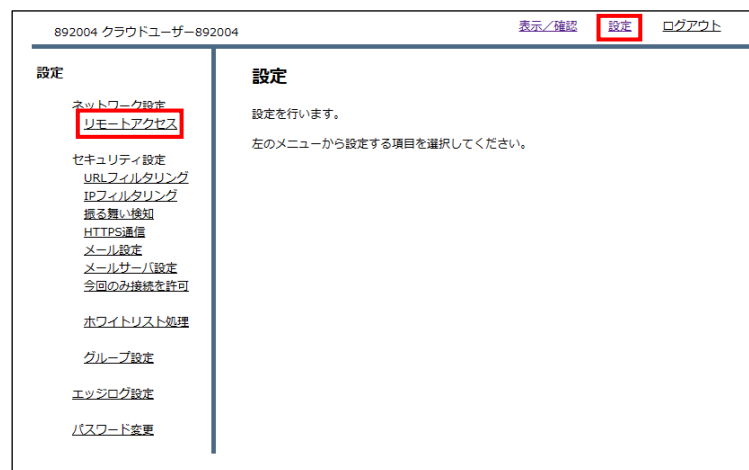 892004 クラウドユーザー892004
表示／確認 設定 ログアウト
設定
ネットワーク設定
リモートアクセス
セキュリティ設定
URLフィルタリング
IPフィルタリング
振る舞い検知
HTTPS通信
メール設定
メールサーバ設定
今回のみ接続を許可
ホワイトリスト処理
グループ設定
エッジログ設定
パスワード変更
設定
設定を行います。
左のメニューから設定する項目を選択してください。